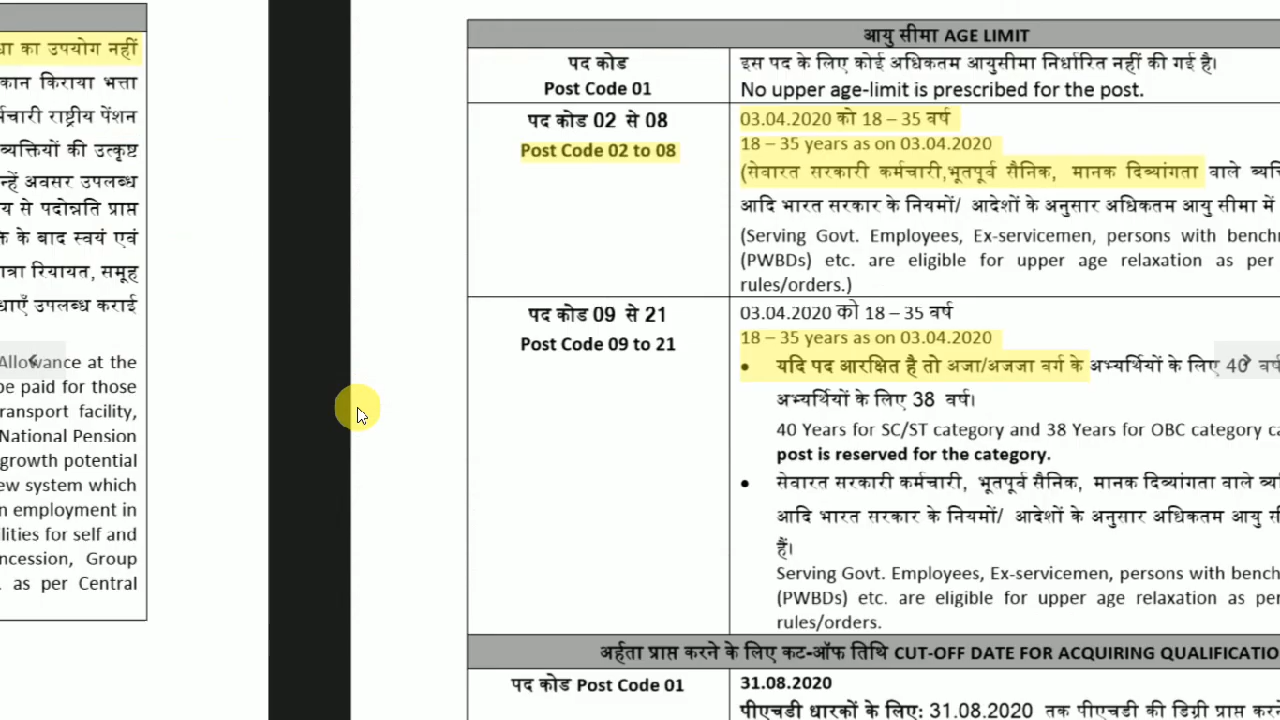 का उपयोग नहीं
कान किराया भत्ता
र्मचारी राष्ट्रीय पेंशन
व्यक्तियों की उत्कृष्ट
न्हें अवसर उपलब्ध
य से पदोन्नति प्राप्त
के बाद स्वयं एवं
त्रा रियायत, समूह
धाएँ उपलब्ध कराई
Allowance at the
be paid for those
ransport facility,
National Pension
growth potential
ew system which
n employment in
ilities for self and
ncession, Group
. as per Central
आयु सीमा AGE LIMIT
पद कोड
Post Code 01
इस पद के लिए कोई अधिकतम आयुसीमा निर्धारित नहीं की गई है।
No upper age-limit is prescribed for the post.
पद कोड 02 से 08
Post Code 02 to 08
03.04.2020 को 18 – 35 वर्ष
18 – 35 years as on 03.04.2020
(सेवारत सरकारी कर्मचारी,भूतपूर्व सैनिक, मानक दिव्यांगता वाले व्यक्ति
आदि भारत सरकार के नियमों/ आदेशों के अनुसार अधिकतम आयु सीमा में
(Serving Govt. Employees, Ex-servicemen, persons with benchm
(PWBDs) etc. are eligible for upper age relaxation as per
rules/orders.)
पद कोड 09 से 21
Post Code 09 to 21
03.04.2020 को 18 – 35 वर्ष
18 – 35 years as on 03.04.2020
• यदि पद आरक्षित है तो अजा/अजजा वर्ग के अभ्यर्थियों के लिए 40 वर्ष
अभ्यर्थियों के लिए 38 वर्ष।
40 Years for SC/ST category and 38 Years for OBC category ca
post is reserved for the category.
• सेवारत सरकारी कर्मचारी, भूतपूर्व सैनिक, मानक दिव्यांगता वाले
आदि भारत सरकार के नियमों/ आदेशों के अनुसार अधिकतम आयु सी
हैं।
Serving Govt. Employees, Ex-servicemen, persons with bench
(PWBDs) etc. are eligible for upper age relaxation as per
rules/orders.
अर्हता प्राप्त करने के लिए कट-ऑफ तिथि CUT-OFF DATE FOR ACQUIRING QUALIFICATIO
पद कोड Post Code 01
31.08.2020
पीएचडी धारकों के लिए: 31.08.2020 तक पीएचडी की डिग्री प्राप्त करने